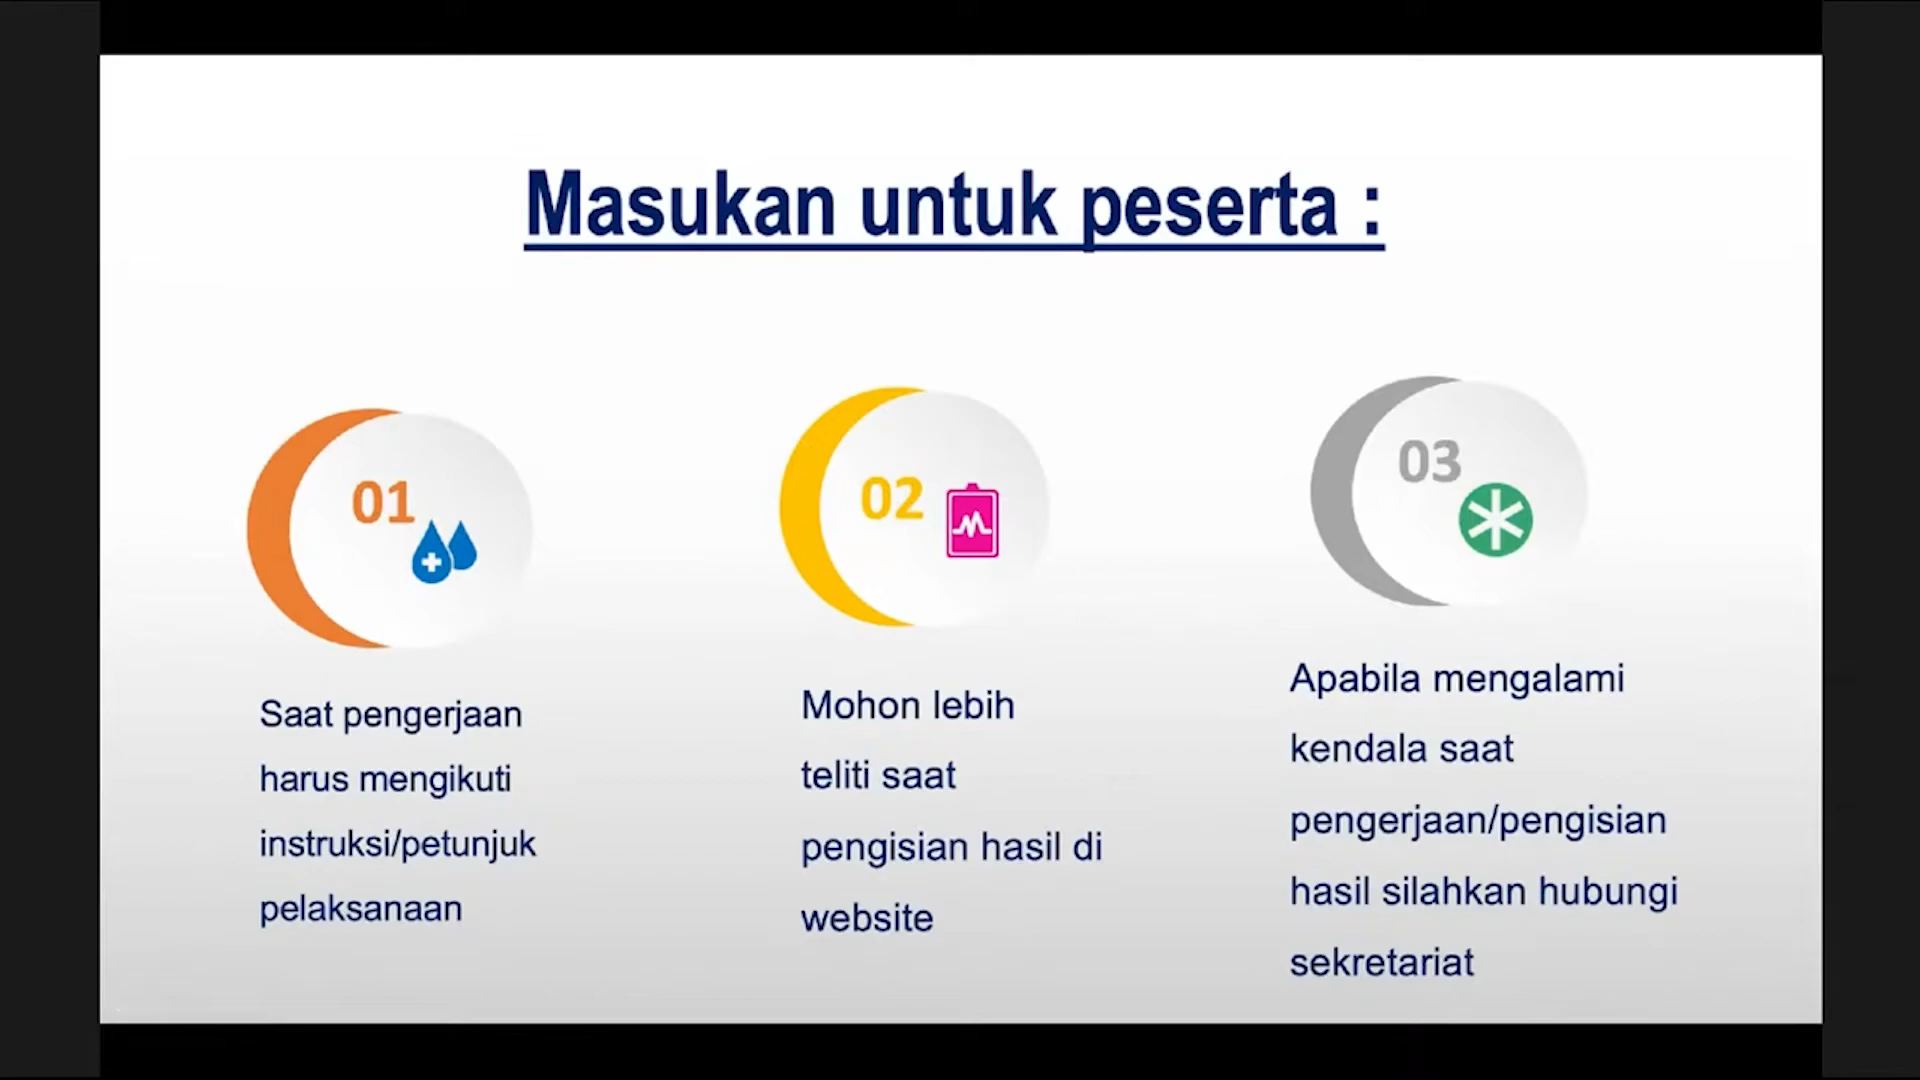 Masukan untuk peserta :
01
Saat pengerjaan
harus mengikuti
instruksi/petunjuk
pelaksanaan
02
Mohon lebih
teliti saat
pengisian hasil di
website
03
Apabila mengalami
kendala saat
pengerjaan/pengisian
hasil silahkan hubungi
sekretariat